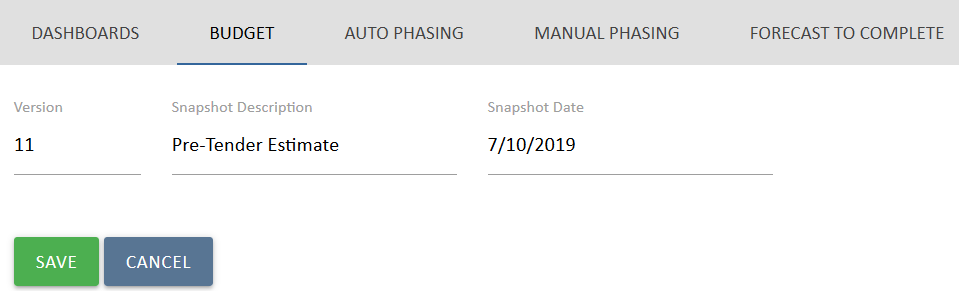 DASHBOARDS BUDGET AUTO PHASING MANUAL PHASING FORECAST TO COMPLETE
Version Snapshot Description Snapshot Date
11 Pre-Tender Estimate 7/10/2019
SAVE CANCEL